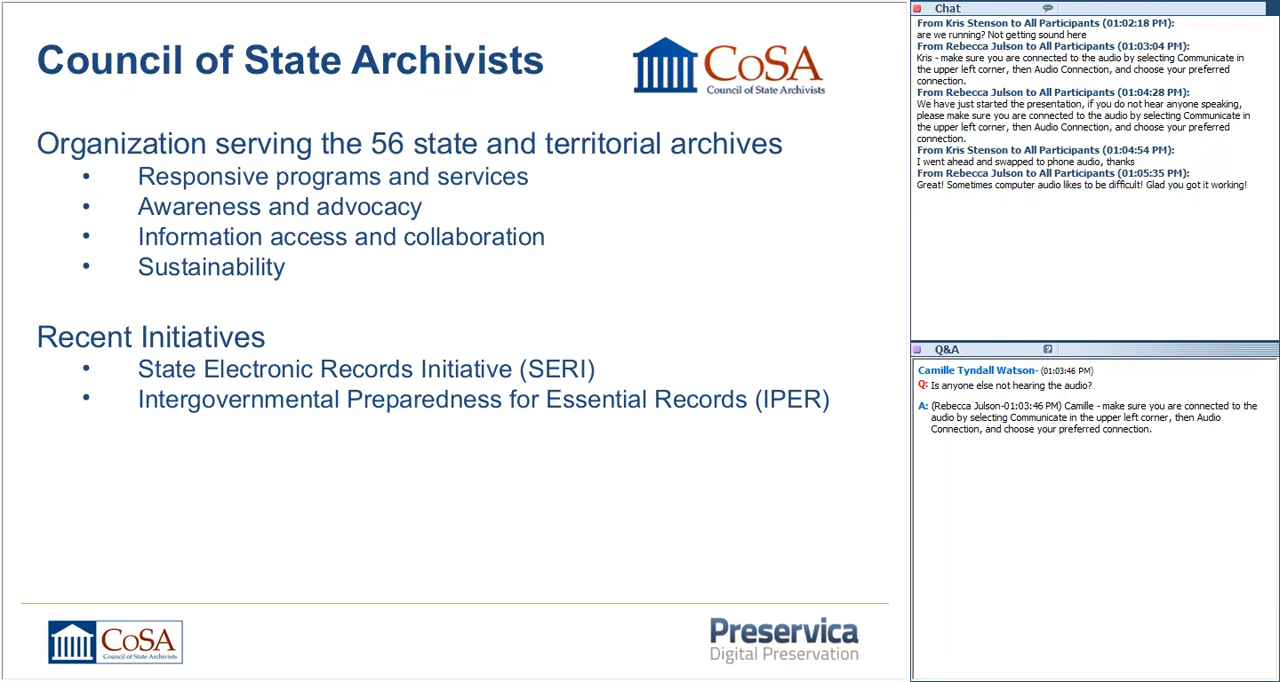 Council of State Archivists
CoSA
Council of State Archivists
Organization serving the 56 state and territorial archives
• Responsive programs and services
• Awareness and advocacy
• Information access and collaboration
• Sustainability
Recent Initiatives
• State Electronic Records Initiative (SERI)
• Intergovernmental Preparedness for Essential Records (IPER)
CoSA
Council of State Archivists
Preservica
Digital Preservation
Chat
From Kris Stenson to All Participants (01:02:18 PM):
are we running? Not getting sound here
From Rebecca Julson to All Participants (01:03:04 PM):
Kris - make sure you are connected to the audio by selecting Communicate in
the upper left corner, then Audio Connection, and choose your preferred
connection.
From Rebecca Julson to All Participants (01:04:28 PM):
We have just started the presentation, if you do not hear anyone speaking,
please make sure you are connected to the audio by selecting Communicate in
the upper left corner, then Audio Connection, and choose your preferred
connection.
From Kris Stenson to All Participants (01:04:54 PM):
I went ahead and swapped to phone audio, thanks
From Rebecca Julson to All Participants (01:05:35 PM):
Great! Sometimes computer audio likes to be difficult! Glad you got it working!
Q&A
Camille Tyndall Watson- (01:03:46 PM)
Q: Is anyone else not hearing the audio?
A: (Rebecca Julson-01:03:46 PM) Camille - make sure you are connected to the
audio by selecting Communicate in the upper left corner, then Audio
Connection, and choose your preferred connection.